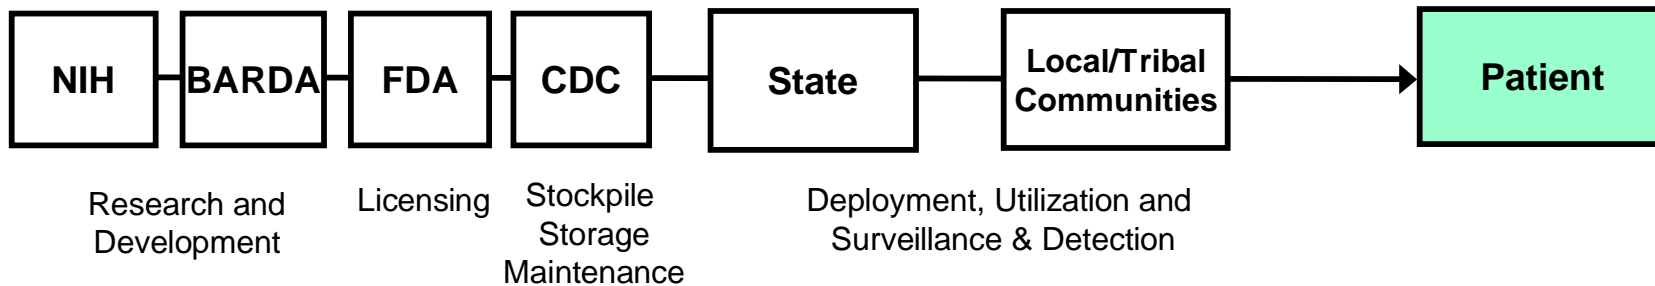 NIH
BARDA
FDA
CDC
State
Local/Tribal
Communities
Patient
Research and
Development
Licensing
Stockpile
Storage
Maintenance
Deployment, Utilization and
Surveillance & Detection